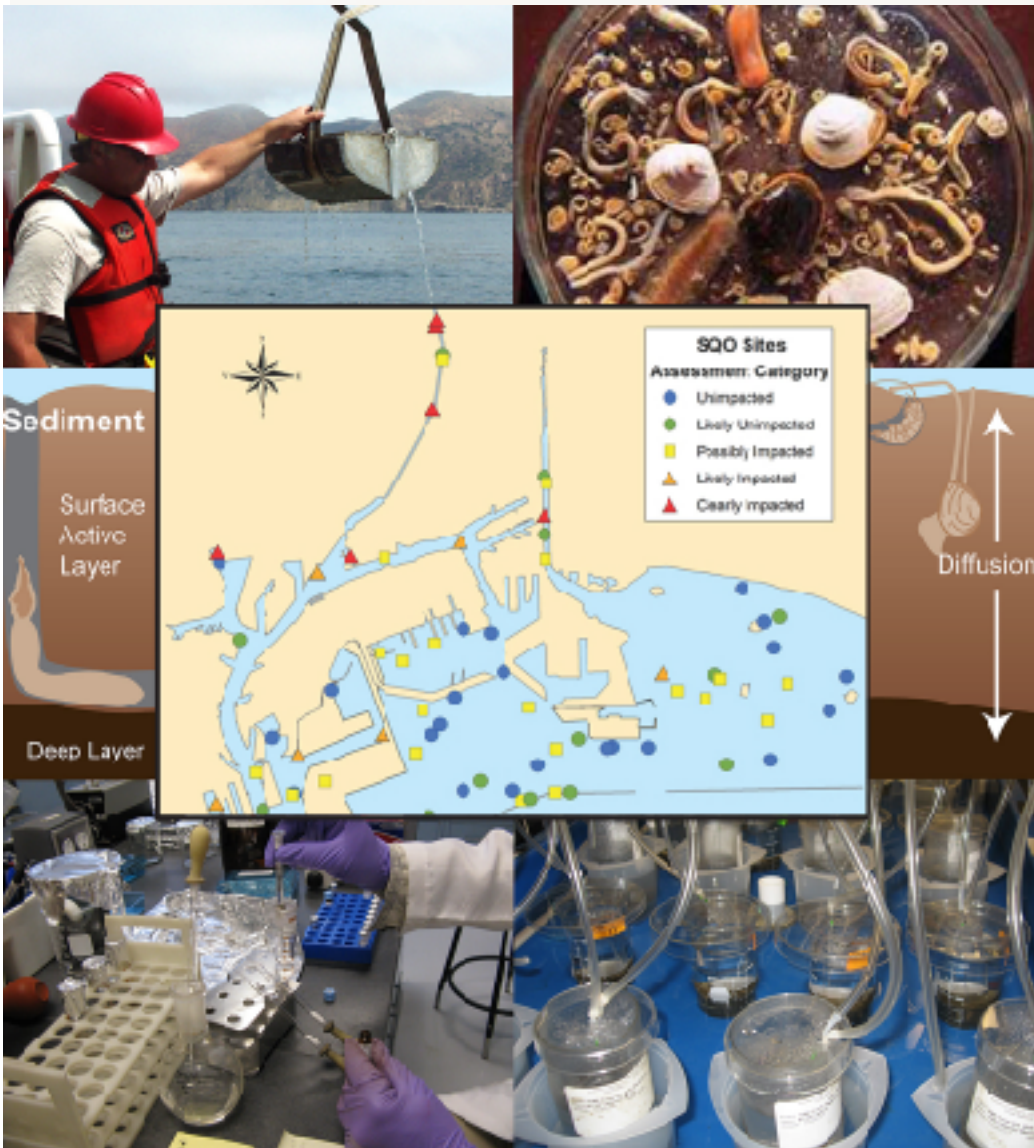 SQO Sites
Assessment Category
Unimpacted
Likely Unimpacted
Possibly Impacted
Likely Impacted
Clearly Impacted
Sediment
Surface
Active
Layer
Diffusion
Deep Layer